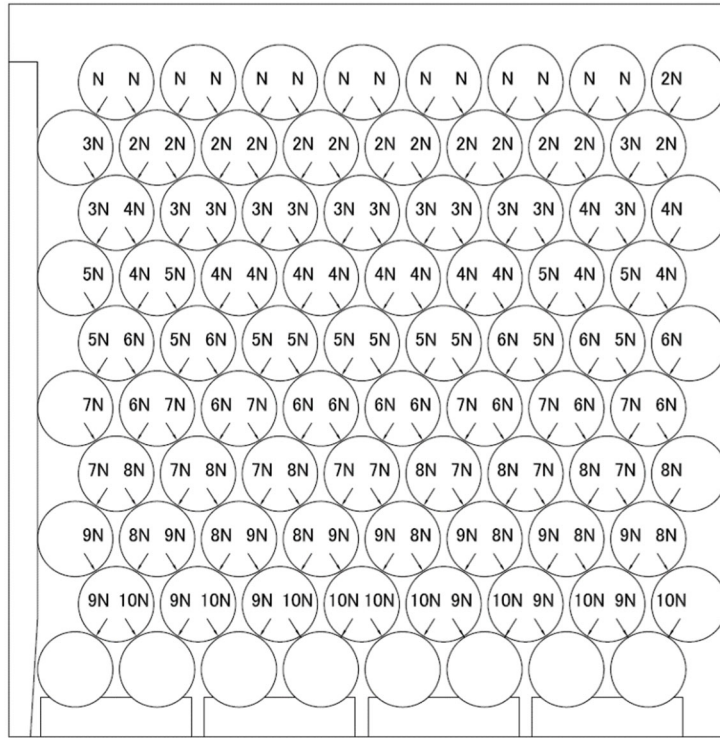 N N N N N N N N N N N N N N 2N
3N 2N 2N 2N 2N 2N 2N 2N 2N 2N 2N 2N 2N 3N 2N
3N 4N 3N 3N 3N 3N 3N 3N 3N 3N 3N 3N 4N 3N 4N
5N 4N 5N 4N 4N 4N 4N 4N 4N 4N 4N 5N 4N 5N 4N
5N 6N 5N 6N 5N 5N 5N 5N 5N 5N 6N 5N 6N 5N 6N
7N 6N 7N 6N 7N 6N 6N 6N 6N 7N 6N 7N 6N 7N 6N
7N 8N 7N 8N 7N 8N 7N 7N 8N 7N 8N 7N 8N 7N 8N
9N 8N 9N 8N 9N 8N 9N 9N 8N 9N 8N 9N 8N 9N 8N
9N 10N 9N 10N 9N 10N 10N 10N 10N 9N 10N 9N 10N 9N 10N